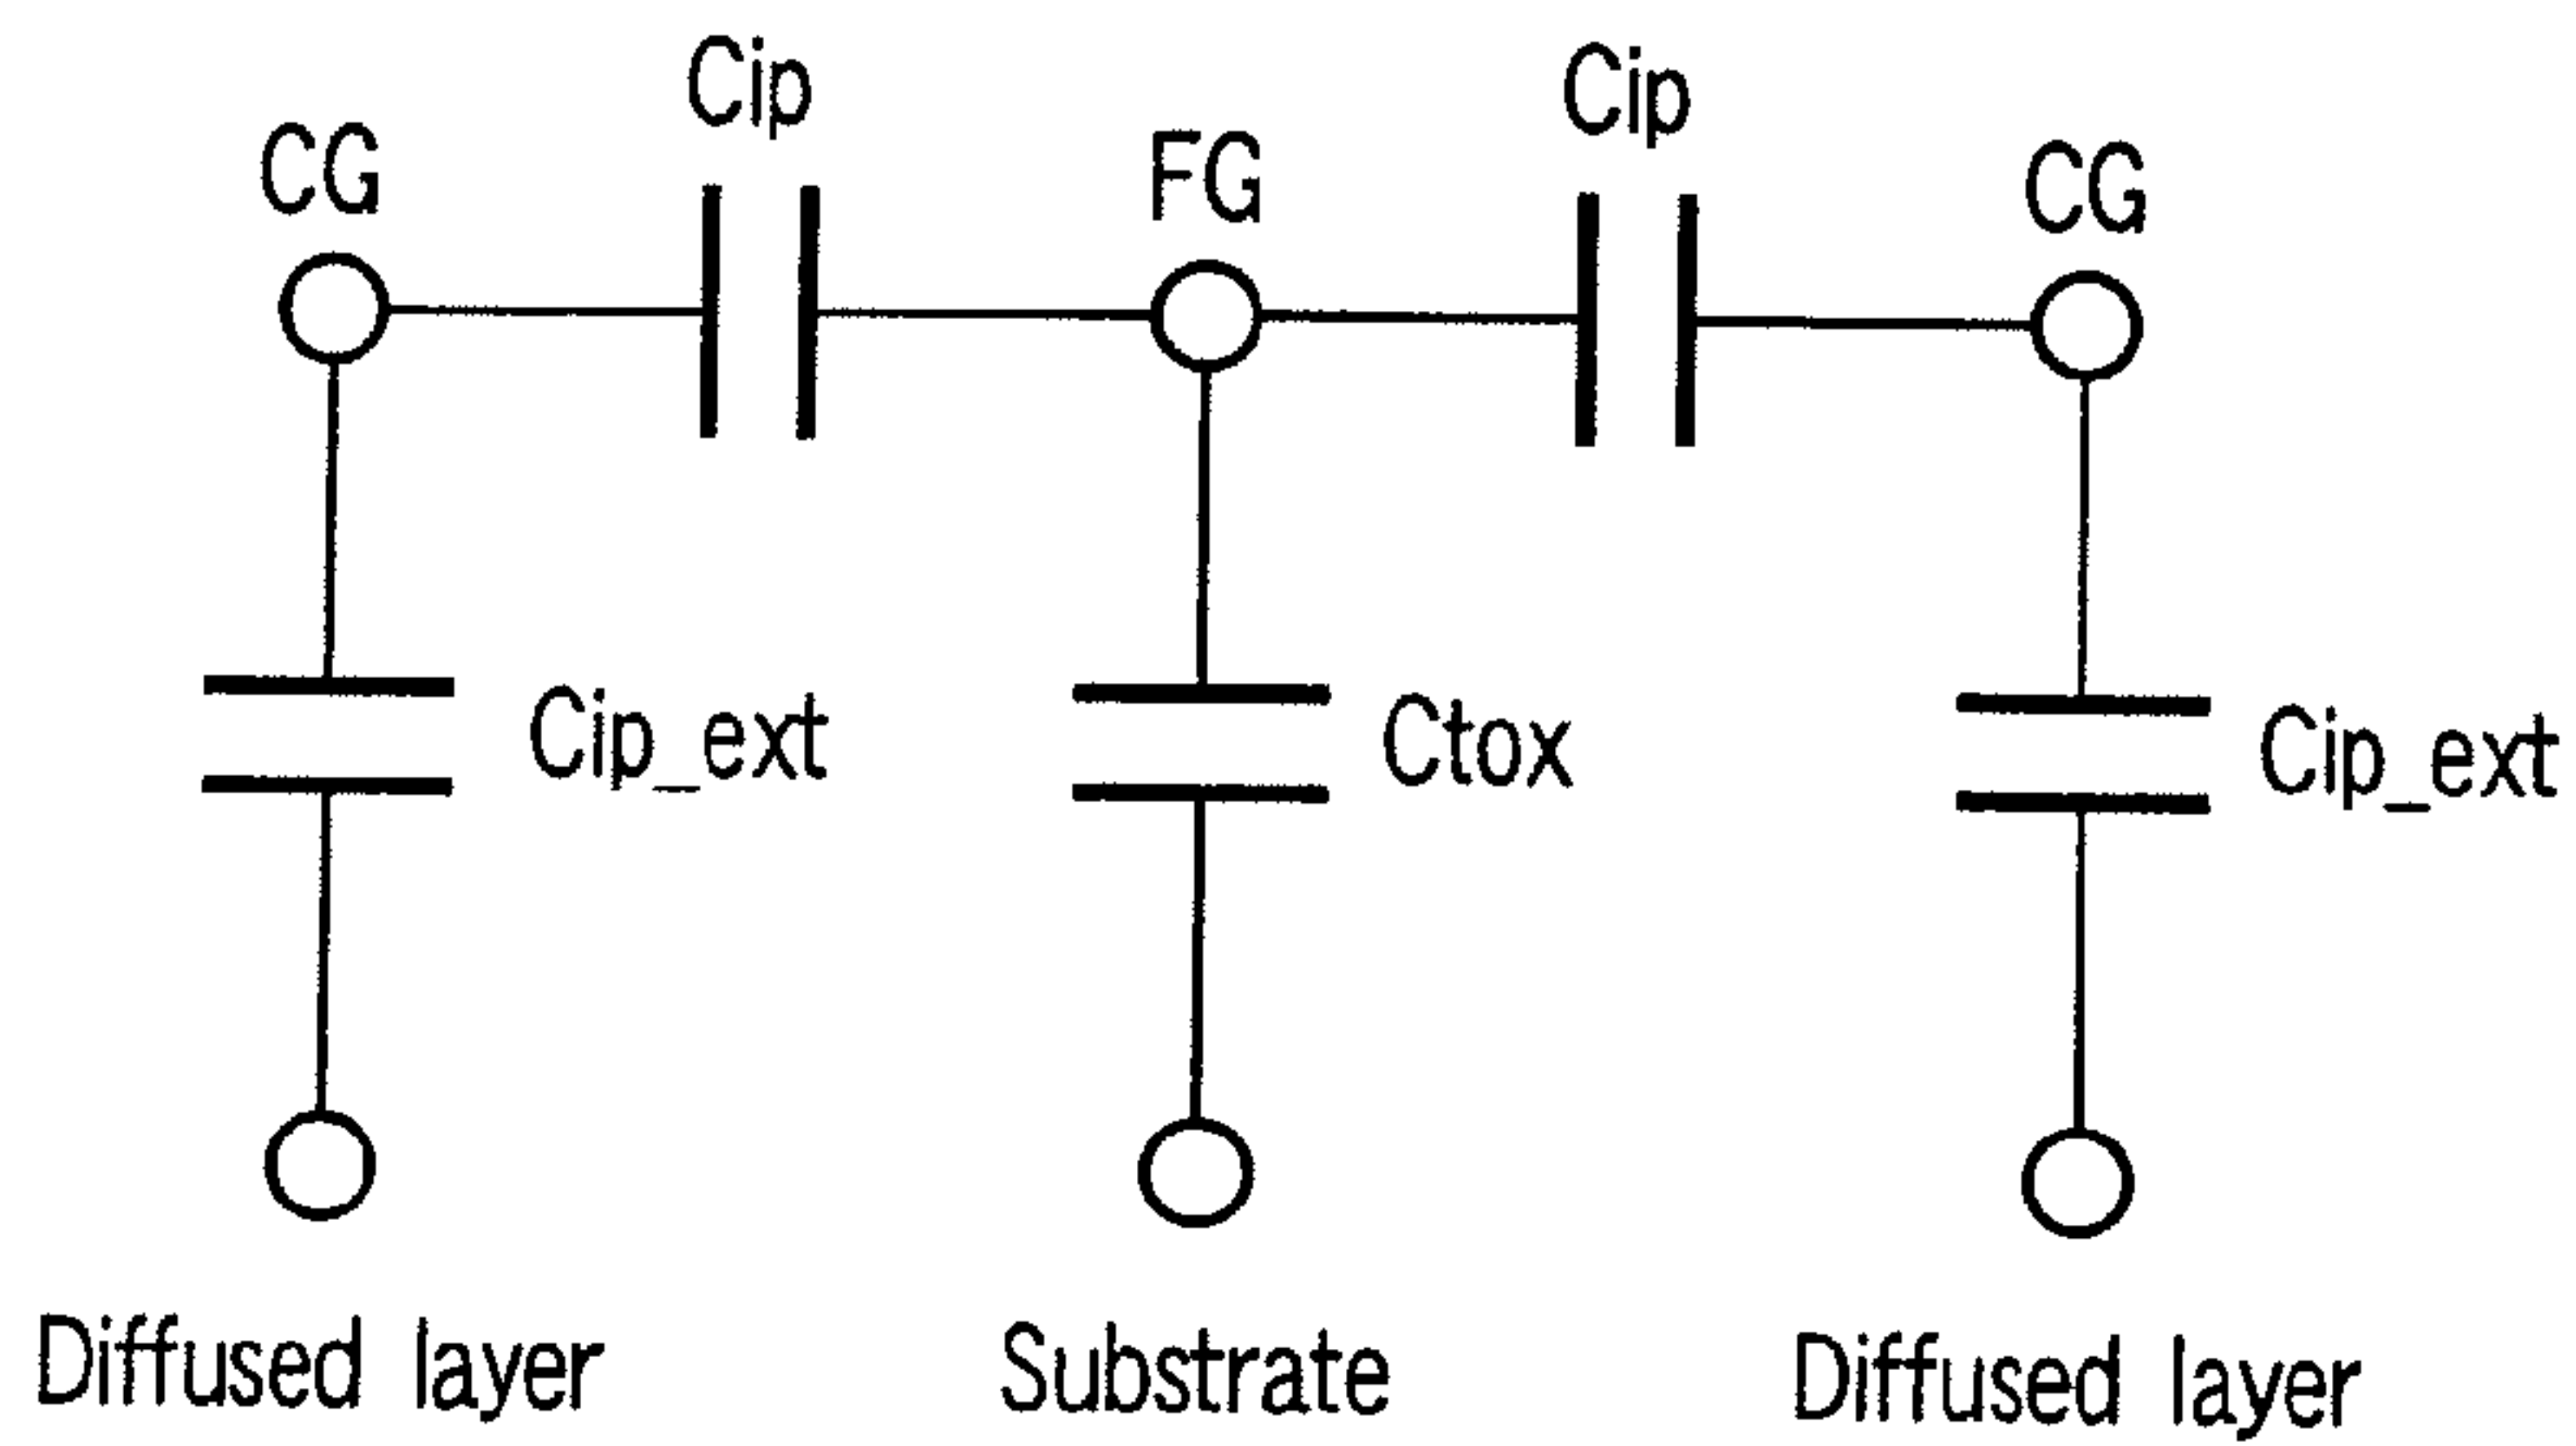 Cip
Cip
CG
FG
CG
Cip_ext
Ctox
Cip_ext
Diffused layer
Substrate
Diffused layer